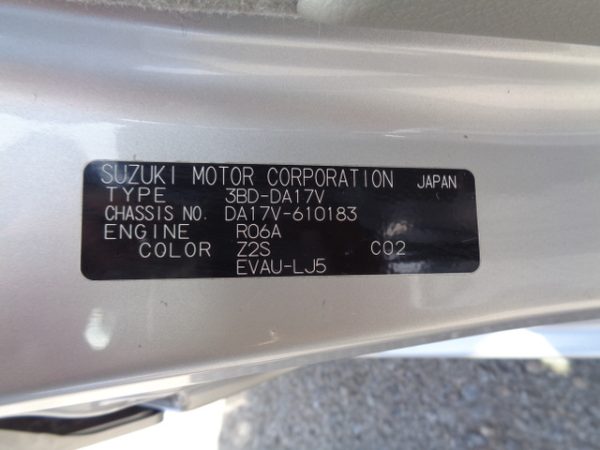 SUZUKI MOTOR CORPORATION JAPAN
TYPE 3BD-DA17V
CHASSIS NO. DA17V-610183
ENGINE R06A
COLOR Z2S C02
EVAU-LJ5